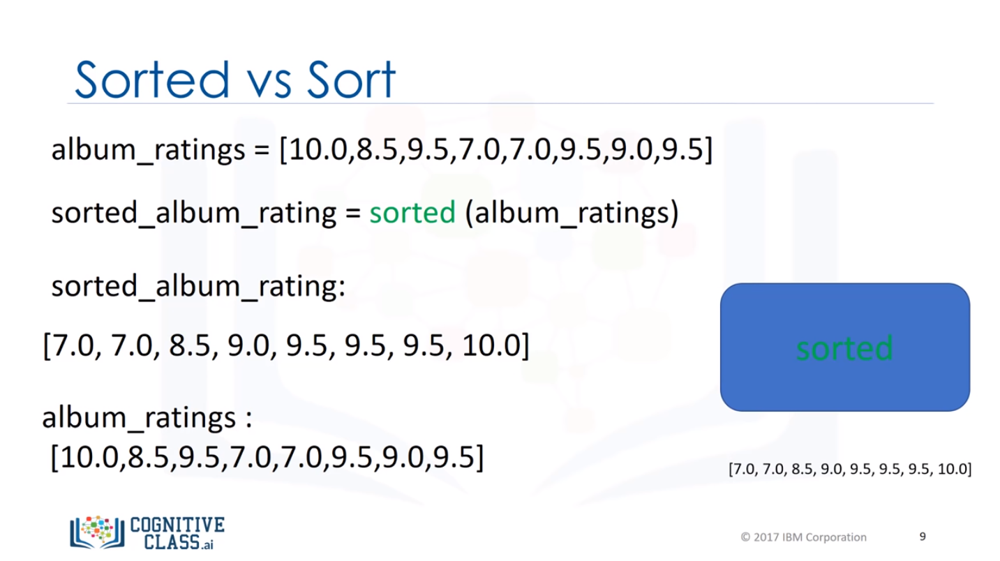 Sorted vs Sort
album_ratings = [10.0,8.5,9.5,7.0,7.0,9.5,9.0,9.5]
sorted_album_rating = sorted (album_ratings)
sorted_album_rating:
[7.0, 7.0, 8.5, 9.0, 9.5, 9.5, 9.5, 10.0]
sorted
album_ratings :
[10.0,8.5,9.5,7.0,7.0,9.5,9.0,9.5]
[7.0, 7.0, 8.5, 9.0, 9.5, 9.5, 9.5, 10.0]
COGNITIVE
CLASS.ai
© 2017 IBM Corporation
9